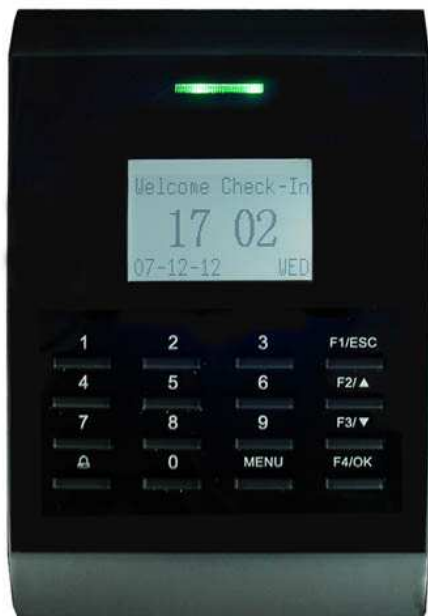 Welcome Check-In
17 02
07-12-12 WED
1 2 3 F1/ESC
4 5 6 F2/▲
7 8 9 F3/▼
0 MENU F4/OK